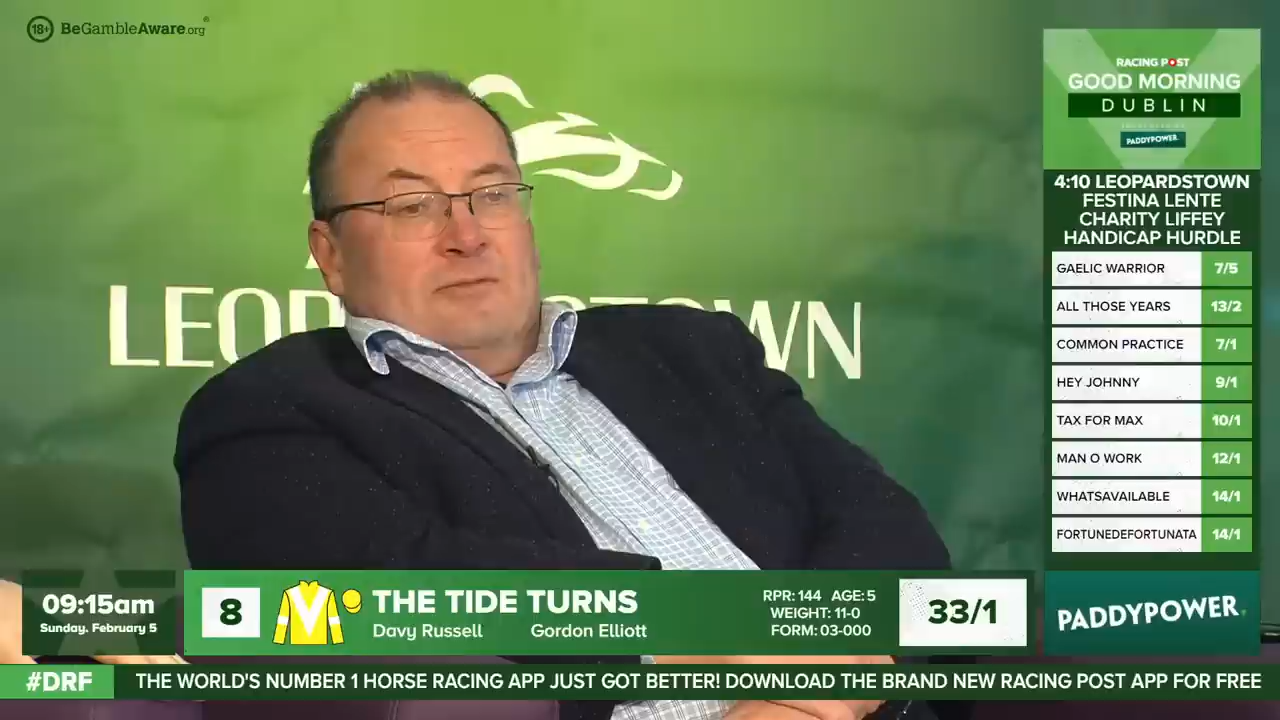 18+ BeGambleAware.org®
RACING POST
GOOD MORNING
DUBLIN
PADDYPOWER
4:10 LEOPARDSTOWN
FESTINA LENTE
CHARITY LIFFEY
HANDICAP HURDLE
GAELIC WARRIOR 7/5
ALL THOSE YEARS 13/2
COMMON PRACTICE 7/1
HEY JOHNNY 9/1
TAX FOR MAX 10/1
MAN O WORK 12/1
WHATSAVAILABLE 14/1
FORTUNEDEFORTUNATA 14/1
09:15am
Sunday, February 5
8
THE TIDE TURNS
Davy Russell Gordon Elliott
RPR: 144 AGE: 5
WEIGHT: 11-0
FORM: 03-000
33/1
PADDYPOWER.
#DRF THE WORLD'S NUMBER 1 HORSE RACING APP JUST GOT BETTER! DOWNLOAD THE BRAND NEW RACING POST APP FOR FREE